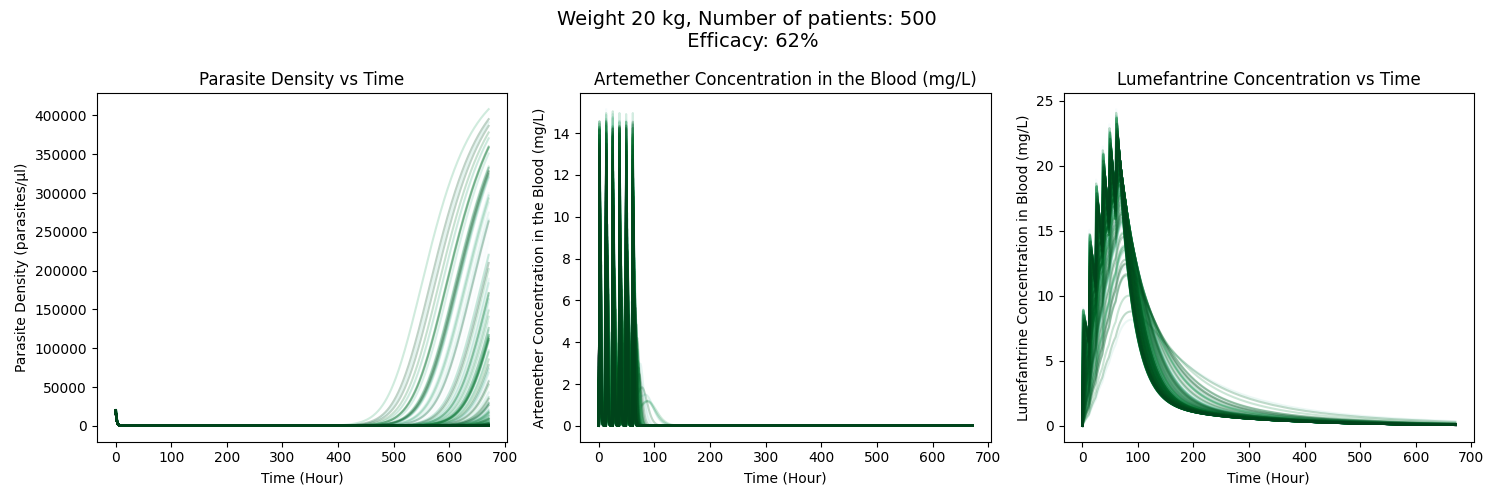 Weight 20 kg, Number of patients: 500
Efficacy: 62%
Parasite Density vs Time
Parasite Density (parasites/µl)
400000
350000
300000
250000
200000
150000
100000
50000
0
0 100 200 300 400 500 600 700
Time (Hour)
Artemether Concentration in the Blood (mg/L)
Artemether Concentration in the Blood (mg/L)
14
12
10
8
6
4
2
0
0 100 200 300 400 500 600 700
Time (Hour)
Lumefantrine Concentration vs Time
Lumefantrine Concentration in Blood (mg/L)
25
20
15
10
5
0
0 100 200 300 400 500 600 700
Time (Hour)